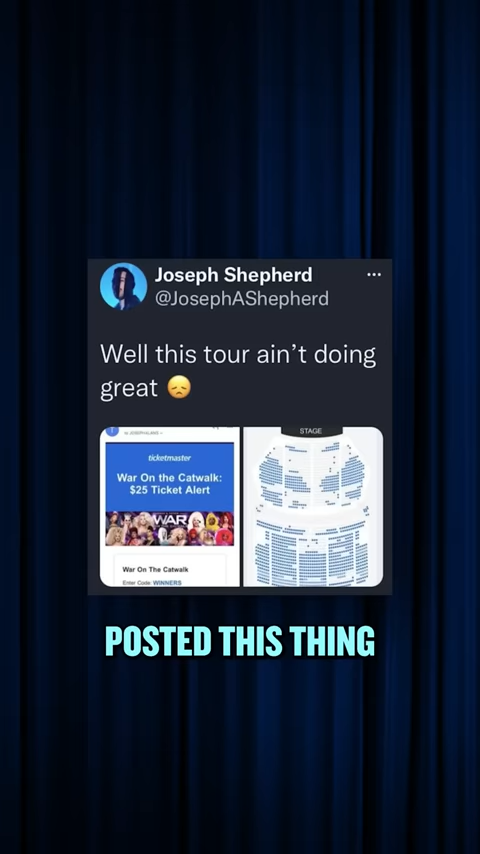 Joseph Shepherd
@JosephAShepherd
Well this tour ain’t doing
great 😞
ticketmaster
War On the Catwalk:
$25 Ticket Alert
WAR
War On The Catwalk
Enter Code: WINNERS
STAGE
POSTED THIS THING